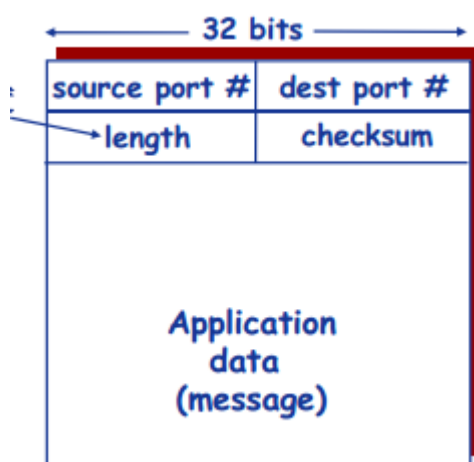 32 bits
source port # dest port #
length checksum
Application
data
(message)